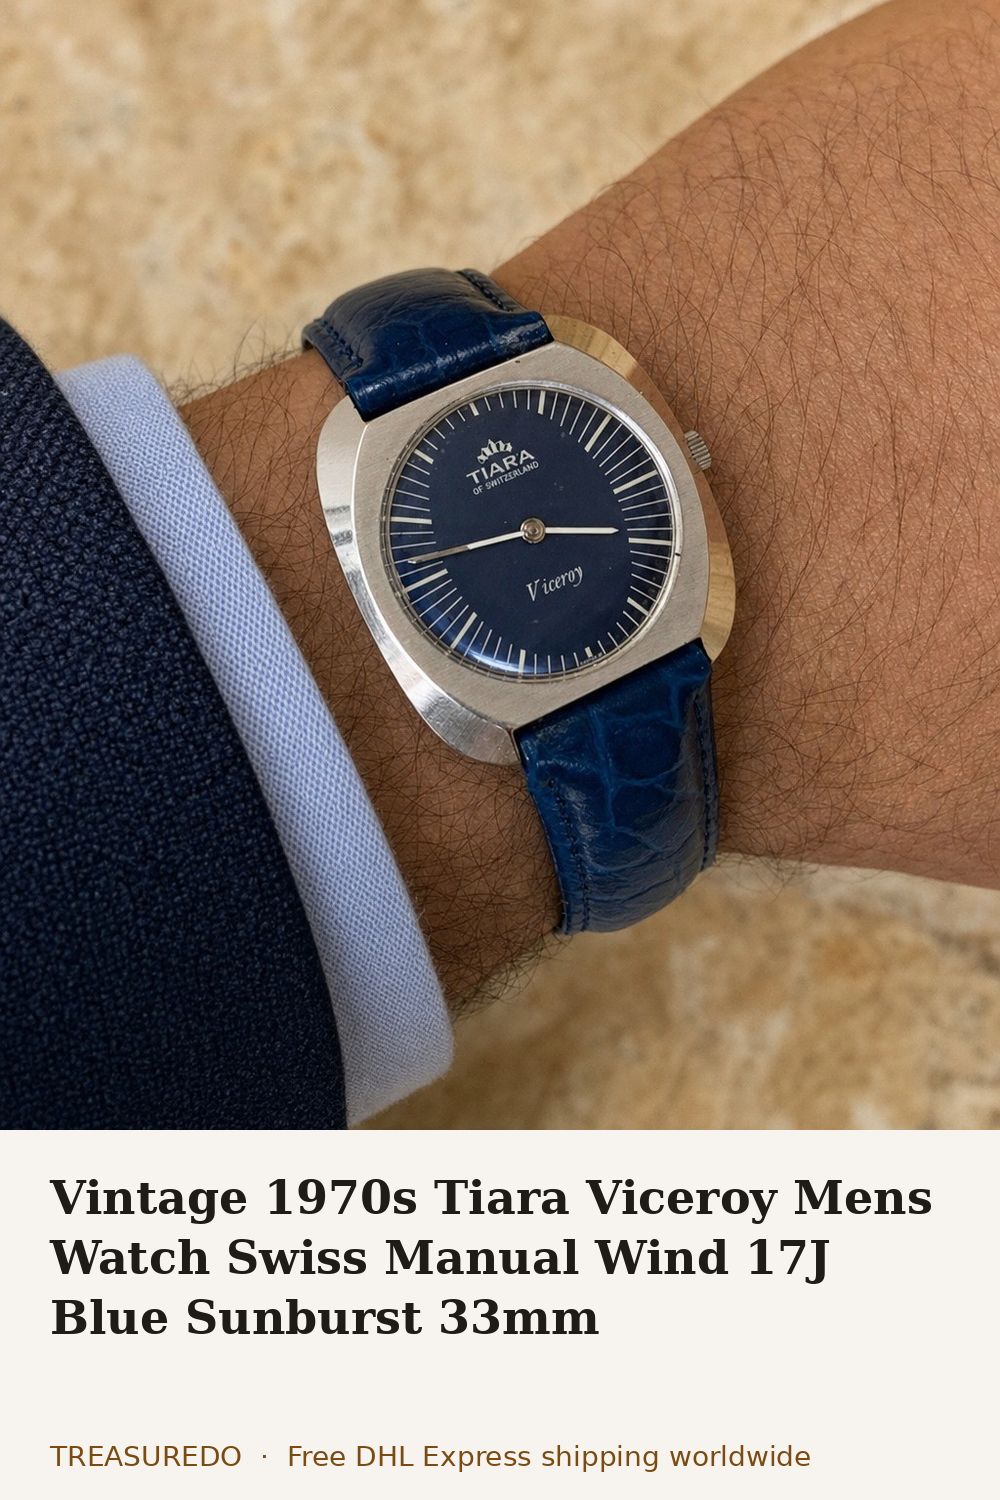 TIARA
OF SWITZERLAND
Viceroy
Vintage 1970s Tiara Viceroy Mens
Watch Swiss Manual Wind 17J
Blue Sunburst 33mm
TREASUREDO · Free DHL Express shipping worldwide